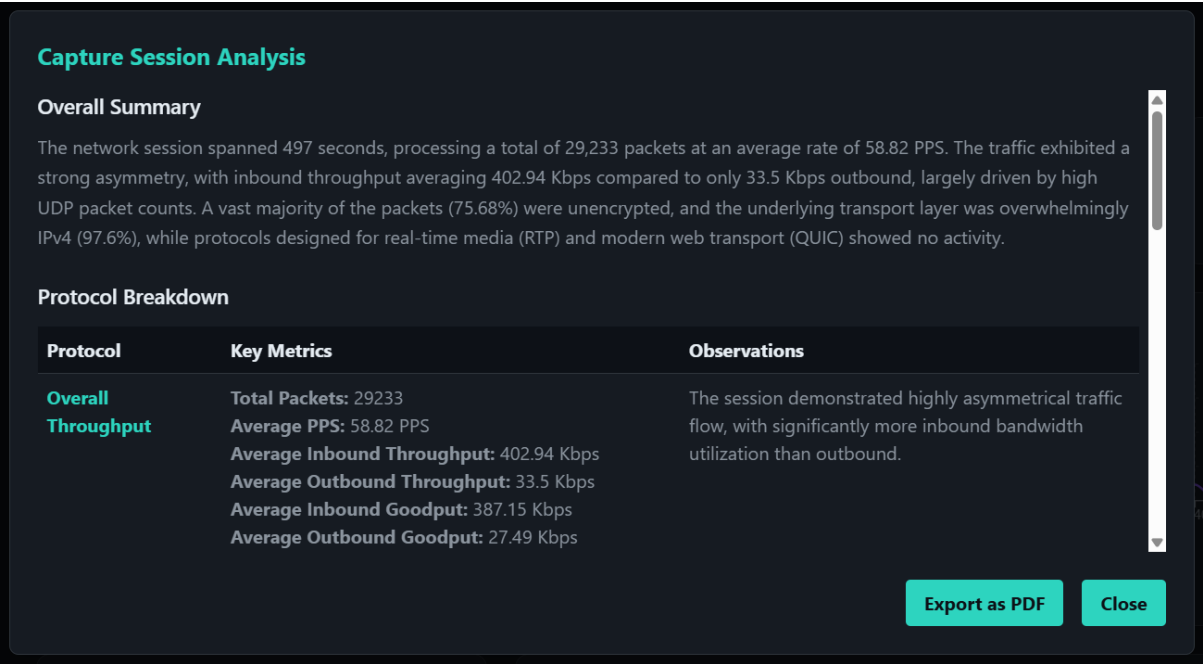 Capture Session Analysis
Overall Summary
The network session spanned 497 seconds, processing a total of 29,233 packets at an average rate of 58.82 PPS. The traffic exhibited a
strong asymmetry, with inbound throughput averaging 402.94 Kbps compared to only 33.5 Kbps outbound, largely driven by high
UDP packet counts. A vast majority of the packets (75.68%) were unencrypted, and the underlying transport layer was overwhelmingly
IPv4 (97.6%), while protocols designed for real-time media (RTP) and modern web transport (QUIC) showed no activity.
Protocol Breakdown
Protocol Key Metrics Observations
Overall Throughput
Total Packets: 29233
Average PPS: 58.82 PPS
Average Inbound Throughput: 402.94 Kbps
Average Outbound Throughput: 33.5 Kbps
Average Inbound Goodput: 387.15 Kbps
Average Outbound Goodput: 27.49 Kbps
The session demonstrated highly asymmetrical traffic
flow, with significantly more inbound bandwidth
utilization than outbound.
Export as PDF Close